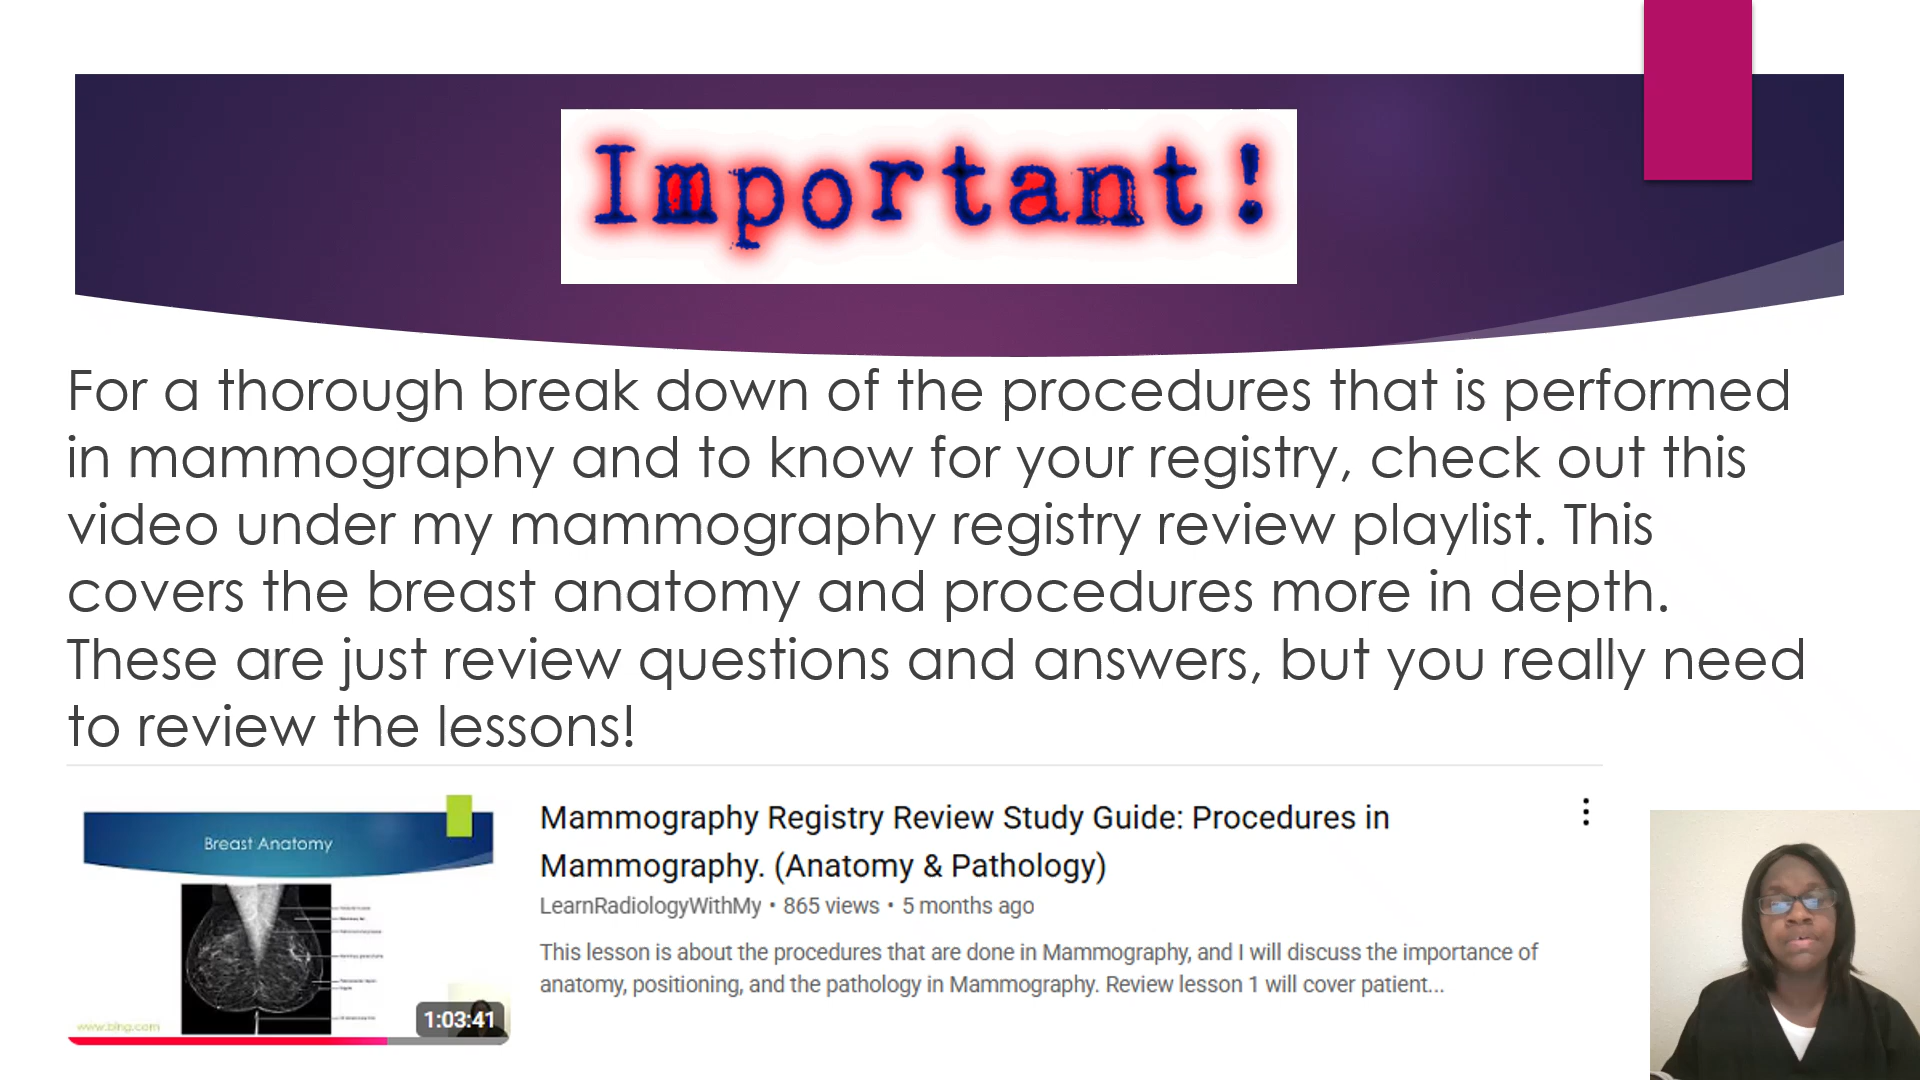 Important!
For a thorough break down of the procedures that is performed
in mammography and to know for your registry, check out this
video under my mammography registry review playlist. This
covers the breast anatomy and procedures more in depth.
These are just review questions and answers, but you really need
to review the lessons!
Breast Anatomy
www.bing.com
1:03:41
Mammography Registry Review Study Guide: Procedures in
Mammography. (Anatomy & Pathology)
LearnRadiologyWithMy • 865 views • 5 months ago
This lesson is about the procedures that are done in Mammography, and I will discuss the importance of
anatomy, positioning, and the pathology in Mammography. Review lesson 1 will cover patient...